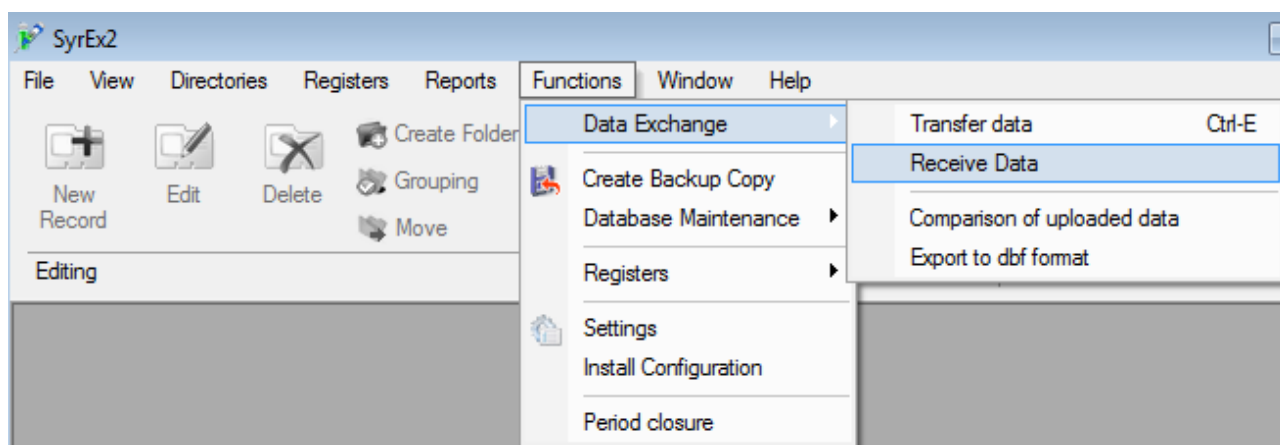 SyrEx2
File View Directories Registers Reports Functions Window Help
New
Record
Edit
Delete
Create Folder
Grouping
Move
Editing
Data Exchange
Create Backup Copy
Database Maintenance
Registers
Settings
Install Configuration
Period closure
Transfer data Ctrl-E
Receive Data
Comparison of uploaded data
Export to dbf format